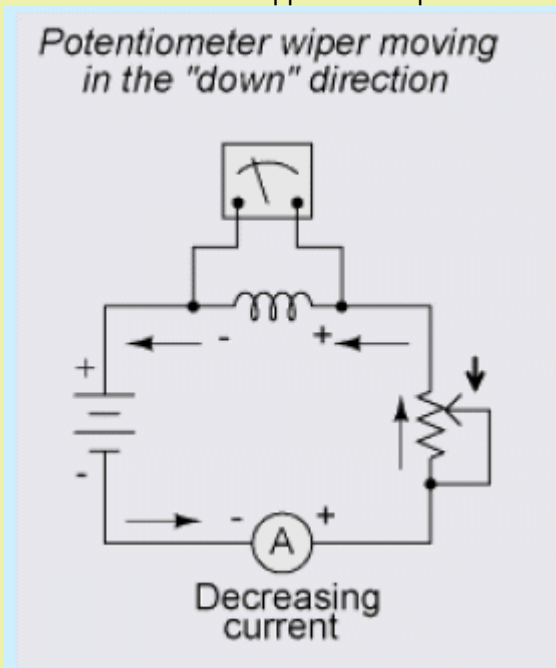 Potentiometer wiper moving
in the "down" direction
- +
+
-
- A +
Decreasing
current